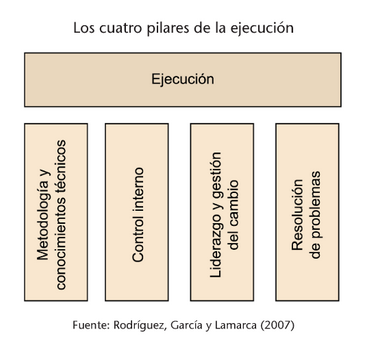 Los cuatro pilares de la ejecución
Ejecución
Metodología y
conocimientos técnicos
Control interno
Liderazgo y gestión
del cambio
Resolución
de problemas
Fuente: Rodríguez, García y Lamarca (2007)